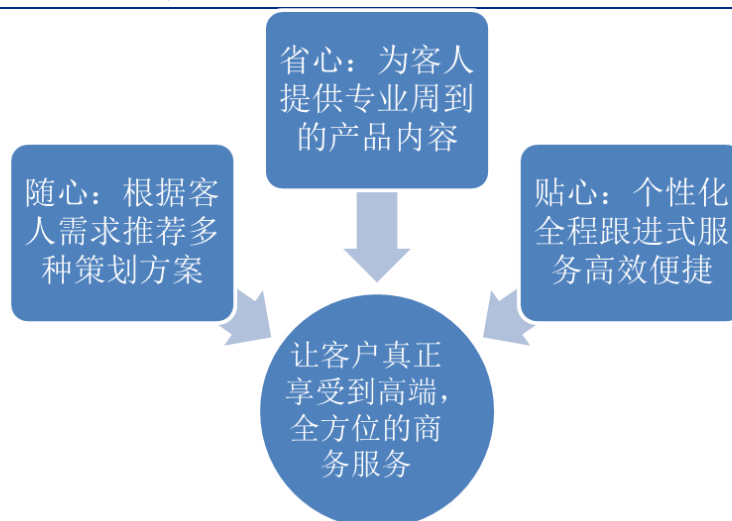 省心：为客人
提供专业周到
的产品内容
随心：根据客
人需求推荐多
种策划方案
贴心：个性化
全程跟进式服
务高效便捷
让客户真正
享受到高端，
全方位的商
务服务